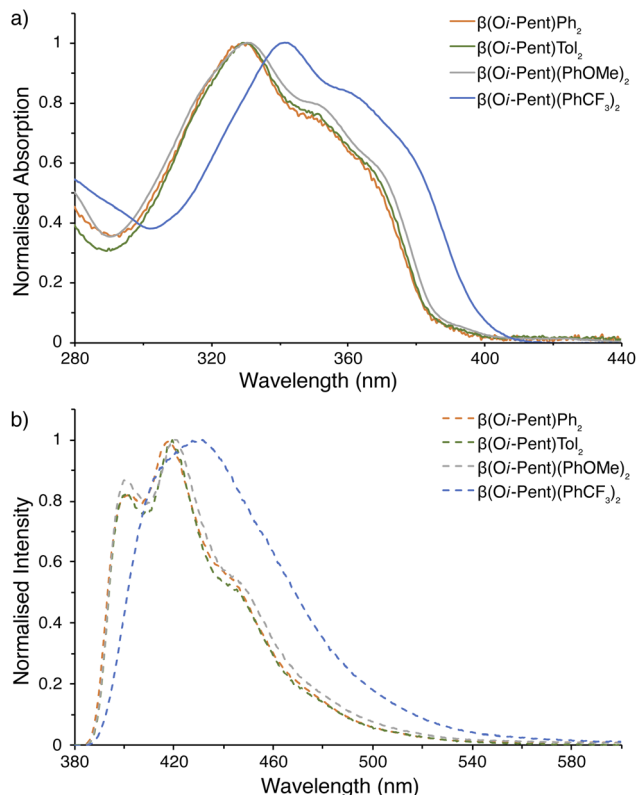 a)
β(Oi-Pent)Ph₂
β(Oi-Pent)Tol₂
β(Oi-Pent)(PhOMe)₂
β(Oi-Pent)(PhCF₃)₂
Normalised Absorption
1
0.8
0.6
0.4
0.2
0
280 320 360 400 440
Wavelength (nm)
b)
β(Oi-Pent)Ph₂
β(Oi-Pent)Tol₂
β(Oi-Pent)(PhOMe)₂
β(Oi-Pent)(PhCF₃)₂
Normalised Intensity
1
0.8
0.6
0.4
0.2
0
380 420 460 500 540 580
Wavelength (nm)